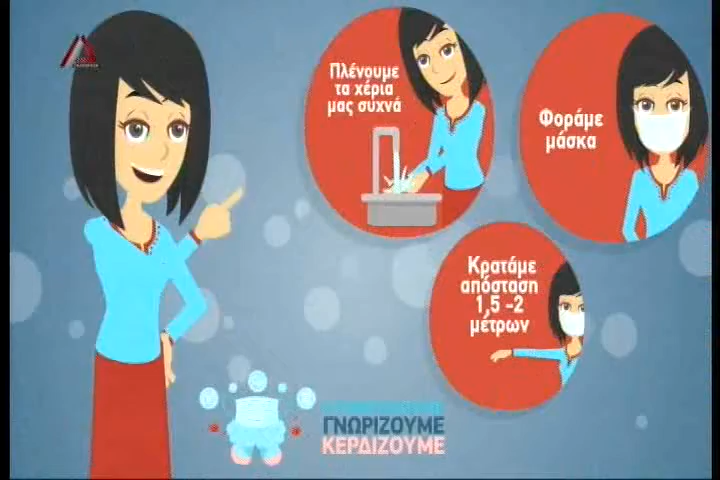 Πλένουμε
τα χέρια
μας συχνά
Φοράμε
μάσκα
Κρατάμε
απόσταση
1,5 -2
μέτρων
ΓΝΩΡΙΖΟΥΜΕ
ΚΕΡΔΙΖΟΥΜΕ